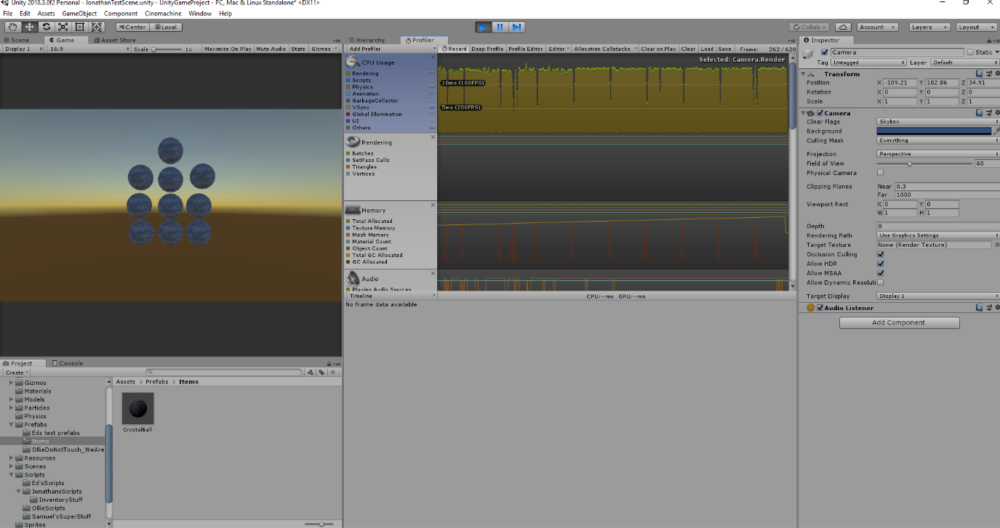 Unity 2018.3.0f2 Personal - JonathanTestScene.unity - UnityGameProject - PC, Mac & Linux Standalone* <DX11>
File Edit Assets GameObject Component Cinemachine Window Help
Center Local
Collab Account Layers Layout
Scene Game Asset Store
Display 1 16:9 Scale 1x Maximize On Play Mute Audio Stats Gizmos
Hierarchy Profiler
Add Profiler Record Deep Profile Profile Editor Editor Allocation Callstacks Clear on Play Clear Load Save Frame: 262 / 620
Selected: Camera.Render
CPU Usage
Rendering
Scripts
Physics
Animation
GarbageCollector
VSync
Global Illumination
UI
Others
10ms (100FPS)
5ms (200FPS)
Rendering
Batches
SetPass Calls
Triangles
Vertices
Memory
Total Allocated
Texture Memory
Mesh Memory
Material Count
Object Count
Total GC Allocated
GC Allocated
Audio
Playing Audio Sources
Timeline CPU:--ms GPU:--ms
No frame data available
Inspector
Camera Static
Tag Untagged Layer Default
Transform
Position X -109.21 Y 102.86 Z 34.91
Rotation X 0 Y 0 Z 0
Scale X 1 Y 1 Z 1
Camera
Clear Flags Skybox
Background
Culling Mask Everything
Projection Perspective
Field of View 60
Physical Camera
Clipping Planes Near 0.3
Far 1000
Viewport Rect X 0 Y 0
W 1 H 1
Depth 0
Rendering Path Use Graphics Settings
Target Texture None (Render Texture)
Occlusion Culling
Allow HDR
Allow MSAA
Allow Dynamic Resoluti
Target Display Display 1
Audio Listener
Add Component
Project Console
Create
Assets > Prefabs > Items
CrystalBall
Gizmos
Materials
Models
Particles
Physics
Prefabs
Eds test prefabs
Items
OllieDoNotTouch_WeAre
Resources
Scenes
Scripts
Ed'sScripts
JonathansScripts
InventoryStuff
OllieScripts
Samuel'sSuperStuff
Sprites